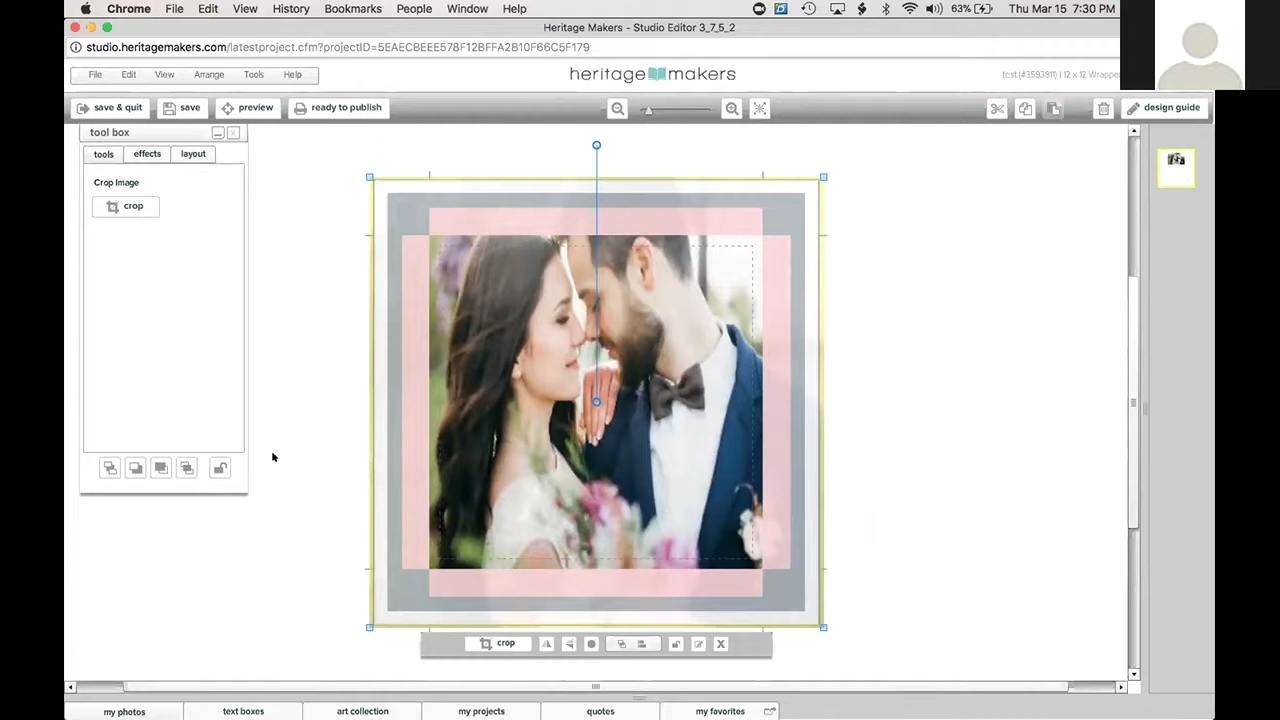 Chrome File Edit View History Bookmarks People Window Help 63% Thu Mar 15 7:30 PM
Heritage Makers - Studio Editor 3_7_5_2
studio.heritagemakers.com/latestproject.cfm?projectID=5EAECBEEE578F12BFFA2B10F66C5F179
File Edit View Arrange Tools Help heritage makers test (#3593811) | 12 x 12 Wrappe
save & quit save preview ready to publish design guide
tool box
tools effects layout
Crop Image
crop
crop
my photos text boxes art collection my projects quotes my favorites